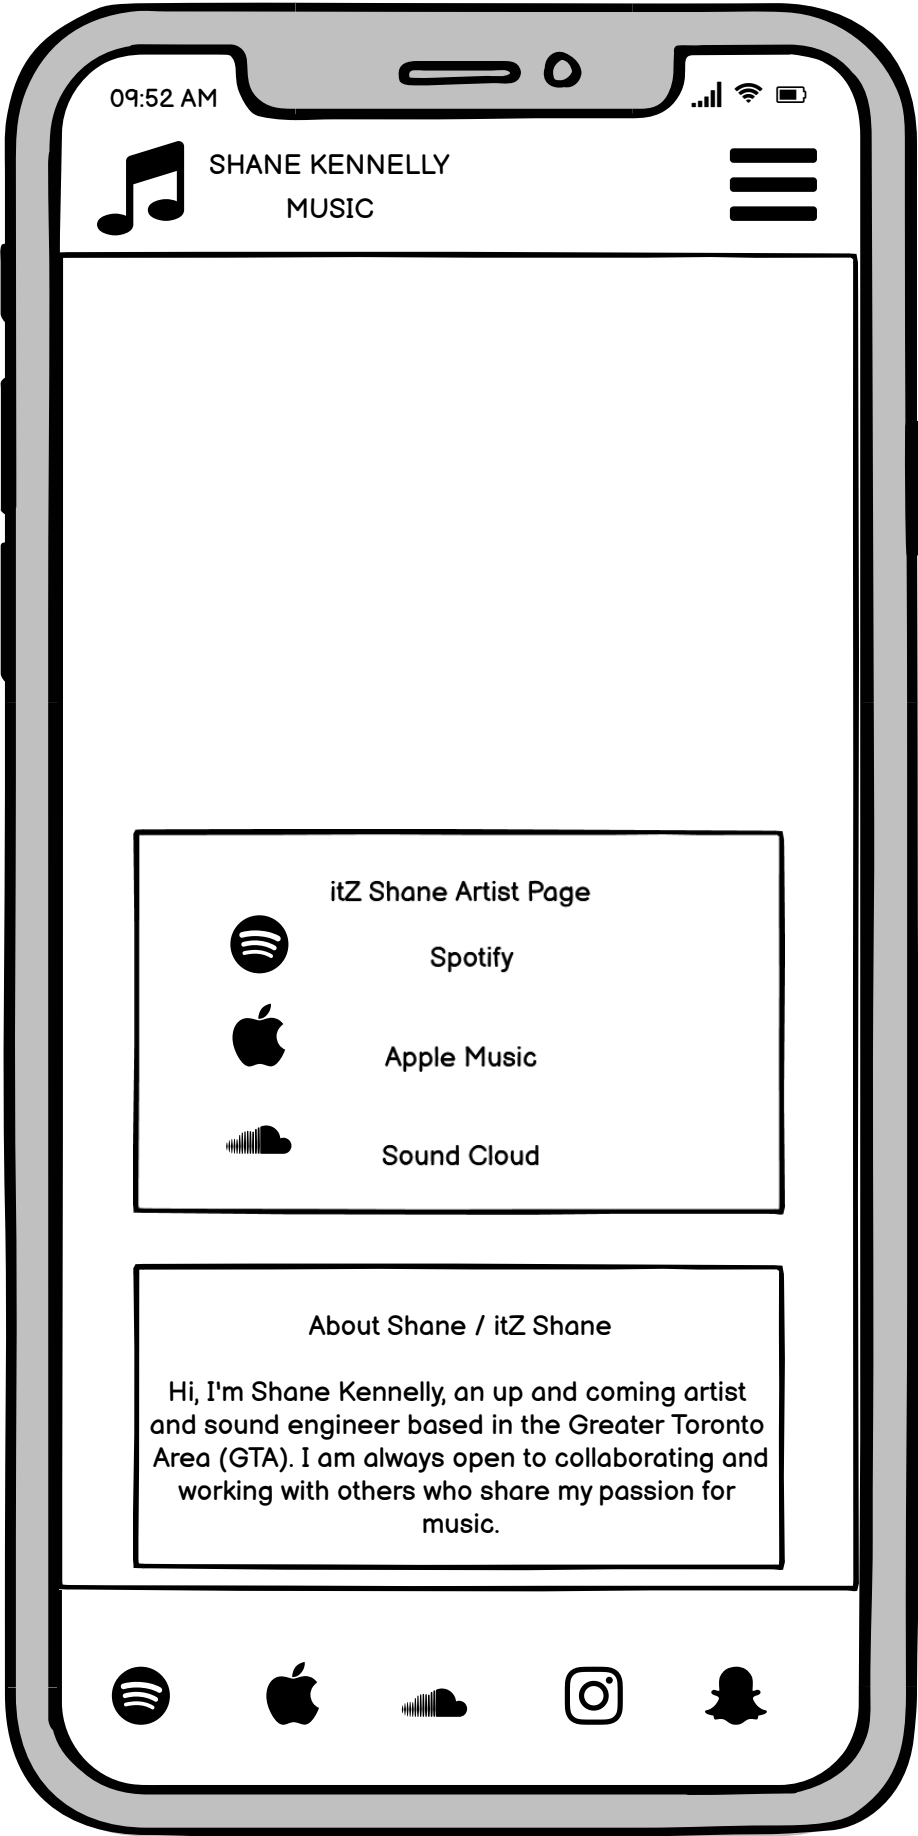 09:52 AM
SHANE KENNELLY
MUSIC
itZ Shane Artist Page
Spotify
Apple Music
Sound Cloud
About Shane / itZ Shane
Hi, I'm Shane Kennelly, an up and coming artist
and sound engineer based in the Greater Toronto
Area (GTA). I am always open to collaborating and
working with others who share my passion for
music.